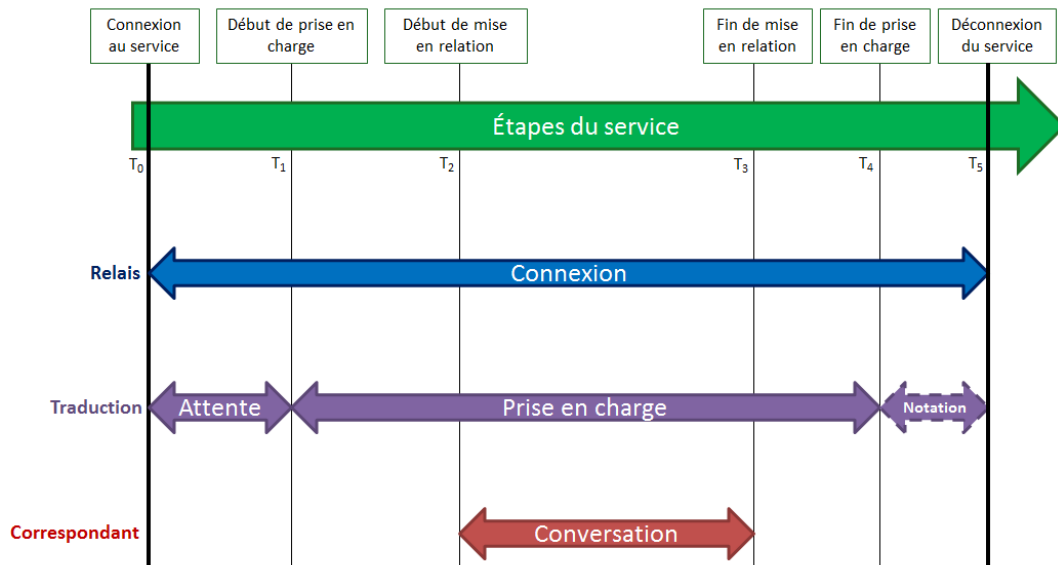 Connexion
au service
Début de prise en
charge
Début de mise
en relation
Fin de mise
en relation
Fin de prise
en charge
Déconnexion
du service
Étapes du service
T0
T1
T2
T3
T4
T5
Relais
Connexion
Traduction
Attente
Prise en charge
Notation
Correspondant
Conversation